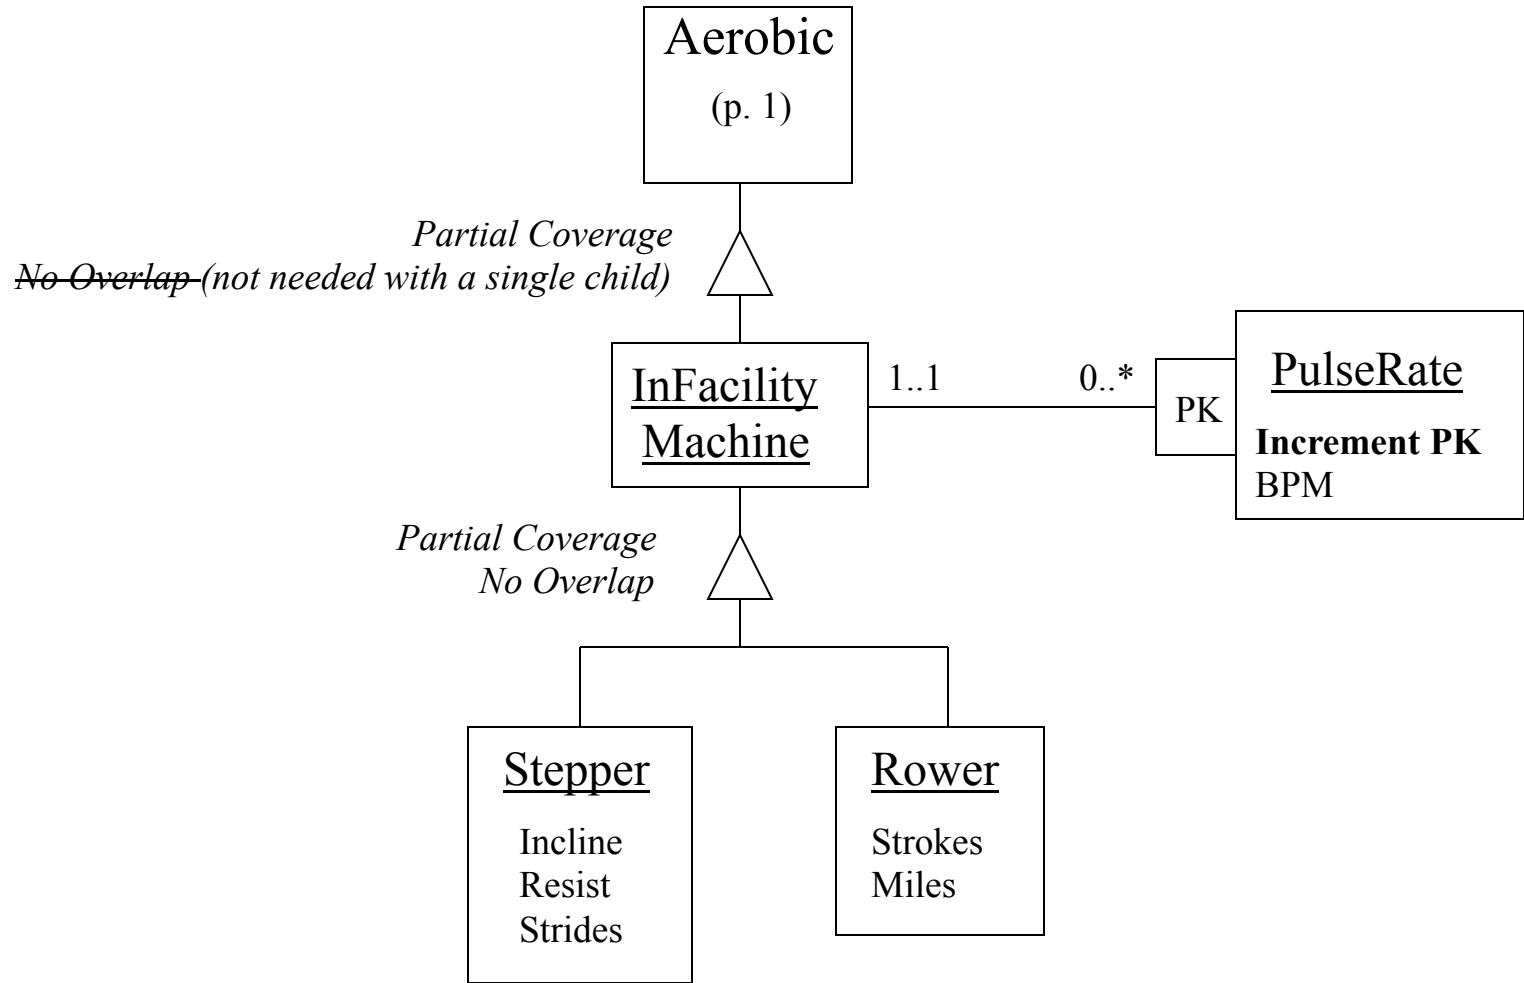 Aerobic
(p. 1)
Partial Coverage
No Overlap (not needed with a single child)
InFacility
Machine
1..1
0..*
PK
PulseRate
Increment PK
BPM
Partial Coverage
No Overlap
Stepper
Incline
Resist
Strides
Rower
Strokes
Miles